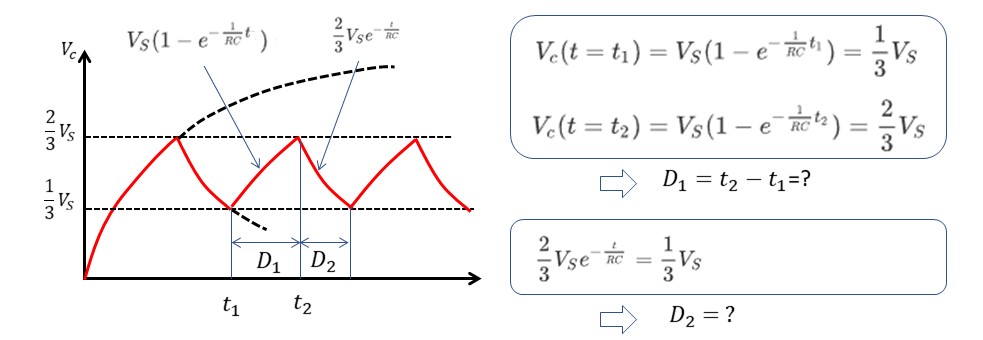 V_c
V_S(1 − e^{−\frac{1}{RC}t})
\frac{2}{3}V_S e^{−\frac{t}{RC}}
\frac{2}{3}V_S
\frac{1}{3}V_S
D_1
D_2
t_1
t_2
V_c(t = t_1) = V_S(1 − e^{−\frac{1}{RC}t_1}) = \frac{1}{3}V_S
V_c(t = t_2) = V_S(1 − e^{−\frac{1}{RC}t_2}) = \frac{2}{3}V_S
D_1 = t_2 − t_1=?
\frac{2}{3}V_S e^{−\frac{t}{RC}} = \frac{1}{3}V_S
D_2 = ?